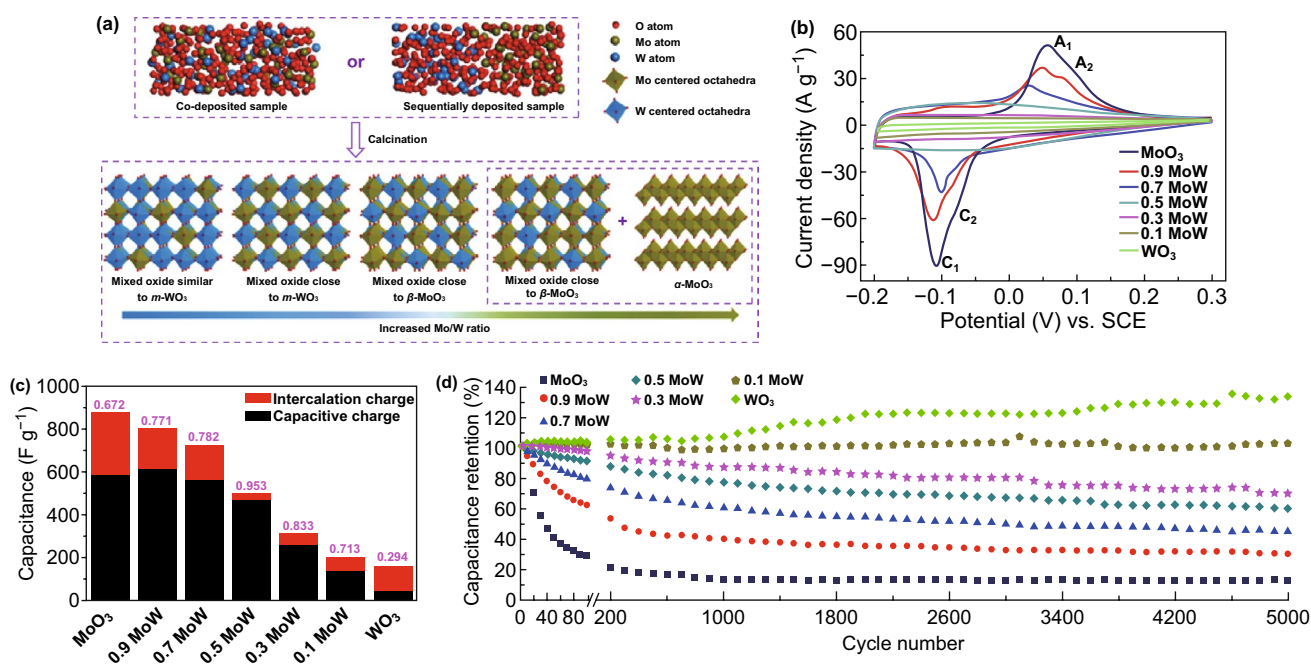 (a)
O atom
Mo atom
W atom
Mo centered octahedra
W centered octahedra
or
Co-deposited sample
Sequentially deposited sample
Calcination
+
Mixed oxide similar
to m-WO₃
Mixed oxide close
to m-WO₃
Mixed oxide close
to β-MoO₃
Mixed oxide close
to β-MoO₃
α-MoO₃
Increased Mo/W ratio
(b)
Current density (A g⁻¹)
60
30
0
−30
−60
−90
A₁
A₂
C₂
C₁
MoO₃
0.9 MoW
0.7 MoW
0.5 MoW
0.3 MoW
0.1 MoW
WO₃
−0.2 −0.1 0.0 0.1 0.2 0.3
Potential (V) vs. SCE
(c)
Capacitance (F g⁻¹)
1000
800
600
400
200
0
Intercalation charge
Capacitive charge
0.672
0.771
0.782
0.953
0.833
0.713
0.294
MoO₃
0.9 MoW
0.7 MoW
0.5 MoW
0.3 MoW
0.1 MoW
WO₃
(d)
Capacitance retention (%)
140
120
100
80
60
40
20
0
MoO₃ 0.5 MoW 0.1 MoW
0.9 MoW 0.3 MoW WO₃
0.7 MoW
0 40 80 200 1000 1800 2600 3400 4200 5000
Cycle number